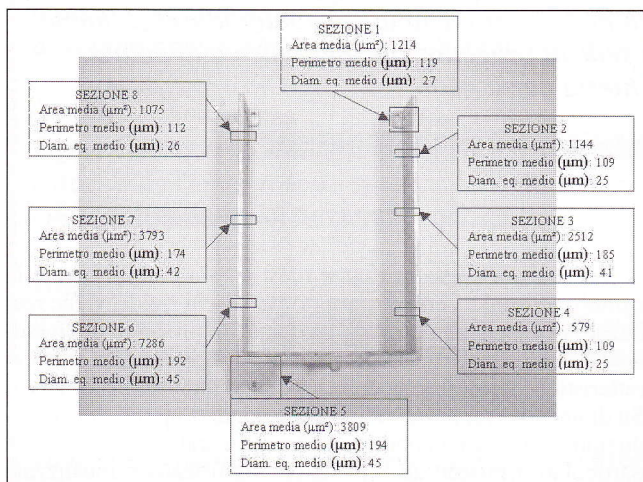 SEZIONE 1
Area media (µm²): 1214
Perimetro medio (µm): 119
Diam. eq. medio (µm): 27
SEZIONE 8
Area media (µm²): 1075
Perimetro medio (µm): 112
Diam. eq. medio (µm): 26
SEZIONE 2
Area media (µm²): 1144
Perimetro medio (µm): 109
Diam. eq. medio (µm): 25
SEZIONE 7
Area media (µm²): 3793
Perimetro medio (µm): 174
Diam. eq. medio (µm): 42
SEZIONE 3
Area media (µm²): 2512
Perimetro medio (µm): 185
Diam. eq. medio (µm): 41
SEZIONE 6
Area media (µm²): 7286
Perimetro medio (µm): 192
Diam. eq. medio (µm): 45
SEZIONE 4
Area media (µm²): 579
Perimetro medio (µm): 109
Diam. eq. medio (µm): 25
SEZIONE 5
Area media (µm²): 3809
Perimetro medio (µm): 194
Diam. eq. medio (µm): 45